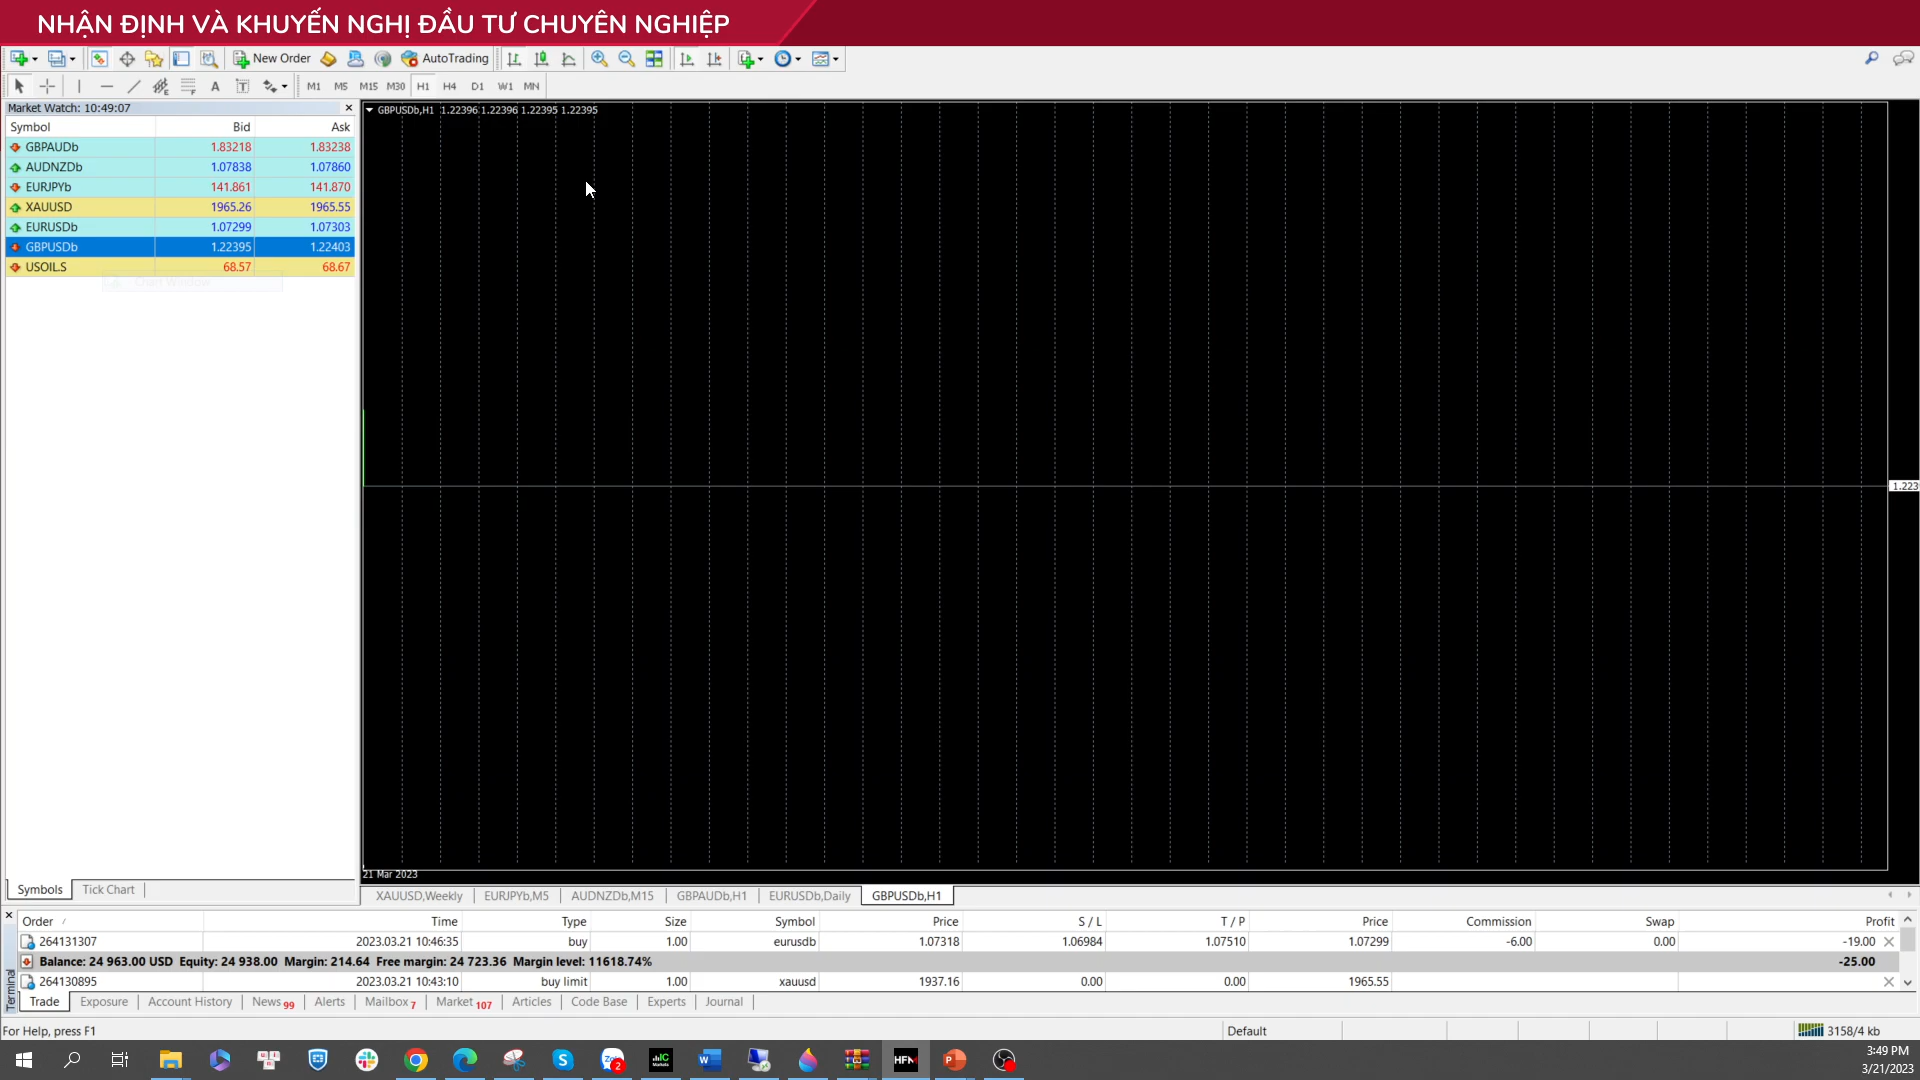 NHẬN ĐỊNH VÀ KHUYẾN NGHỊ ĐẦU TƯ CHUYÊN NGHIỆP
New Order AutoTrading
A T M1 M5 M15 M30 H1 H4 D1 W1 MN
Market Watch: 10:49:07
Symbol Bid Ask
GBPAUDb 1.83218 1.83238
AUDNZDb 1.07838 1.07860
EURJPYb 141.861 141.870
XAUUSD 1965.26 1965.55
EURUSDb 1.07299 1.07303
GBPUSDb 1.22395 1.22403
USOIL.S 68.57 68.67
Chart Window
Symbols Tick Chart
GBPUSDb,H1 1.22396 1.22396 1.22395 1.22395
1.223
21 Mar 2023
XAUUSD,Weekly EURJPYb,M5 AUDNZDb,M15 GBPAUDb,H1 EURUSDb,Daily GBPUSDb,H1
Order / Time Type Size Symbol Price S / L T / P Price Commission Swap Profit
264131307 2023.03.21 10:46:35 buy 1.00 eurusdb 1.07318 1.06984 1.07510 1.07299 -6.00 0.00 -19.00
Balance: 24 963.00 USD Equity: 24 938.00 Margin: 214.64 Free margin: 24 723.36 Margin level: 11618.74% -25.00
264130895 2023.03.21 10:43:10 buy limit 1.00 xauusd 1937.16 0.00 0.00 1965.55
Terminal
Trade Exposure Account History News 99 Alerts Mailbox 7 Market 107 Articles Code Base Experts Journal
For Help, press F1 Default 3158/4 kb
3:49 PM
3/21/2023